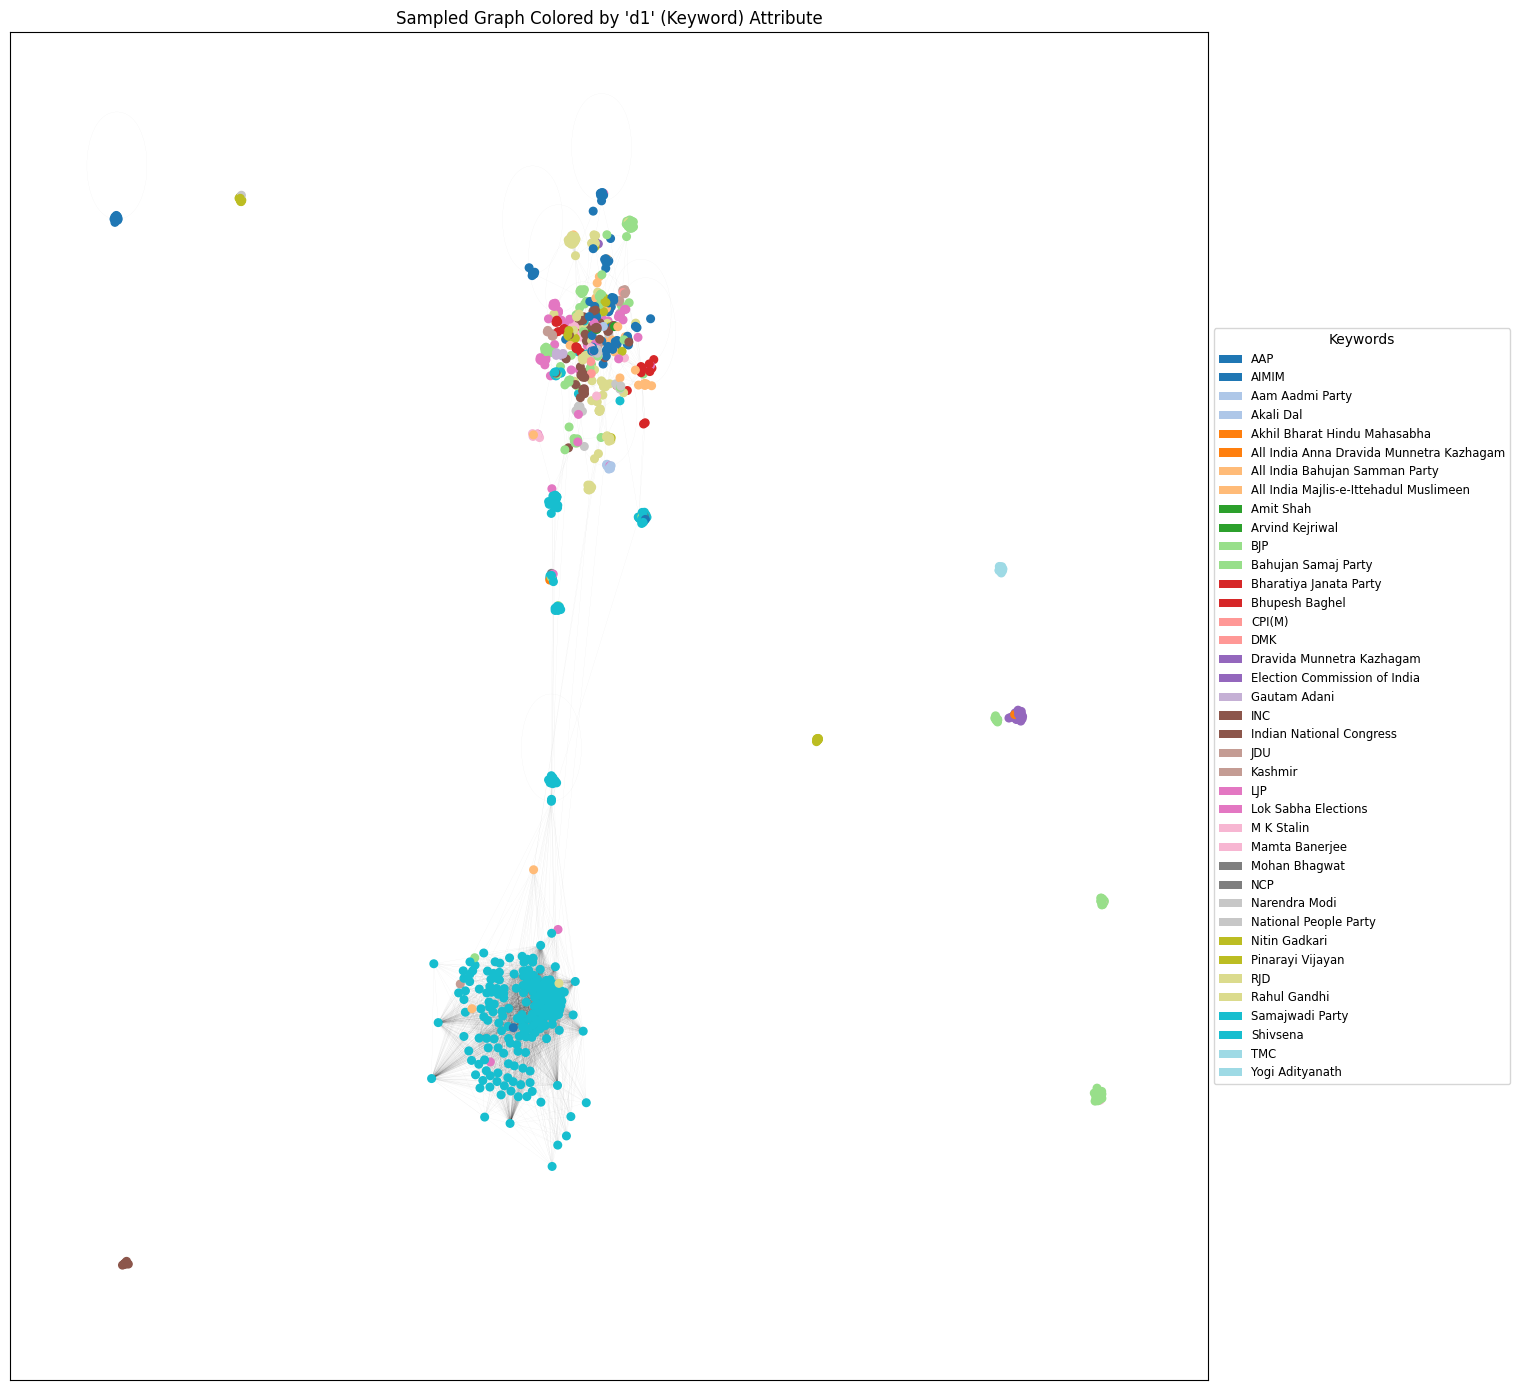 Sampled Graph Colored by 'd1' (Keyword) Attribute
Keywords
AAP
AIMIM
Aam Aadmi Party
Akali Dal
Akhil Bharat Hindu Mahasabha
All India Anna Dravida Munnetra Kazhagam
All India Bahujan Samman Party
All India Majlis-e-Ittehadul Muslimeen
Amit Shah
Arvind Kejriwal
BJP
Bahujan Samaj Party
Bharatiya Janata Party
Bhupesh Baghel
CPI(M)
DMK
Dravida Munnetra Kazhagam
Election Commission of India
Gautam Adani
INC
Indian National Congress
JDU
Kashmir
LJP
Lok Sabha Elections
M K Stalin
Mamta Banerjee
Mohan Bhagwat
NCP
Narendra Modi
National People Party
Nitin Gadkari
Pinarayi Vijayan
RJD
Rahul Gandhi
Samajwadi Party
Shivsena
TMC
Yogi Adityanath